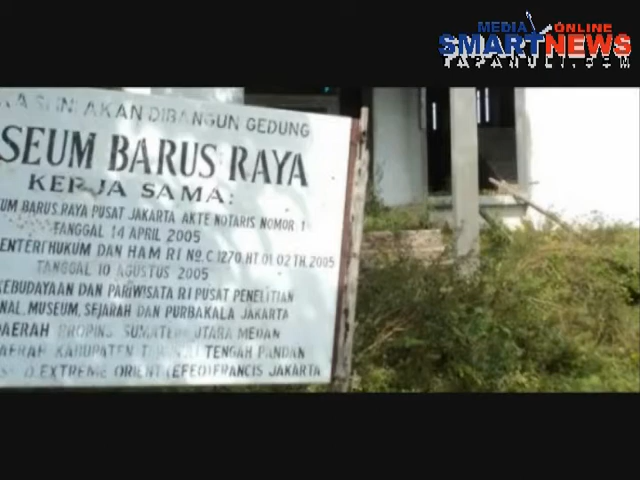 MEDIA ONLINE
SMARTNEWS
TAPANULI.COM
AKAN DIBANGUN GEDUNG
SEUM BARUS RAYA
KERJA SAMA:
UM BARUS RAYA PUSAT JAKARTA AKTE NOTARIS NOMOR 1
TANGGAL 14 APRIL 2005
ENTERI HUKUM DAN HAM RI No. C 1270. HT 01. 02 TH. 2005
TANGGAL 10 AGUSTUS 2005
KEBUDAYAAN DAN PARIWISATA RI PUSAT PENELITIAN
NAL, MUSEUM, SEJARAH DAN PURBAKALA JAKARTA
DAERAH PROPINS SUMATERA UTARA MEDAN
AERAH KABUPATEN TENGAH PANDAN
EXTREME ORIENT (EFEO) FRANCIS JAKARTA